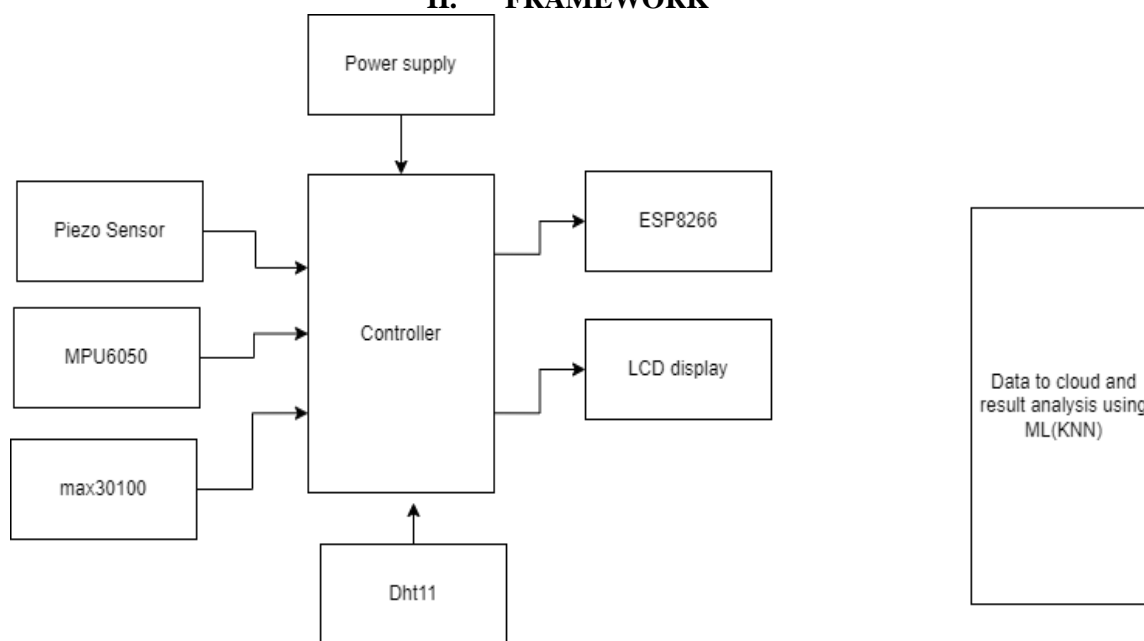 II. FRAMEWORK
Power supply
Piezo Sensor
ESP8266
MPU6050
Controller
LCD display
Data to cloud and
result analysis using
ML(KNN)
max30100
Dht11